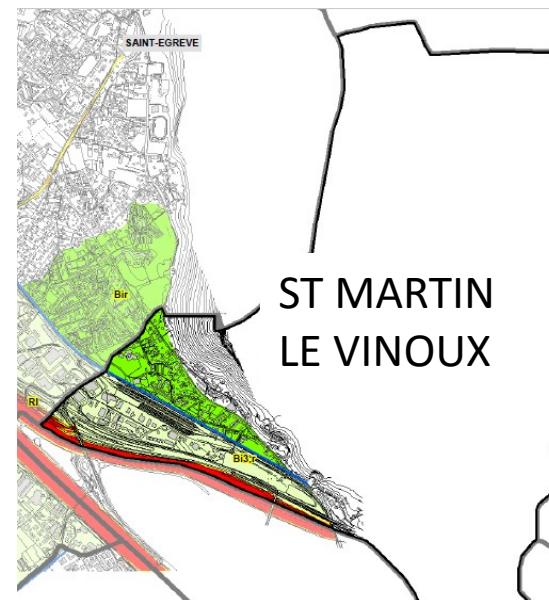 SAINT-EGREVE
Bir
ST MARTIN
LE VINOUX
RI
Bi3-r